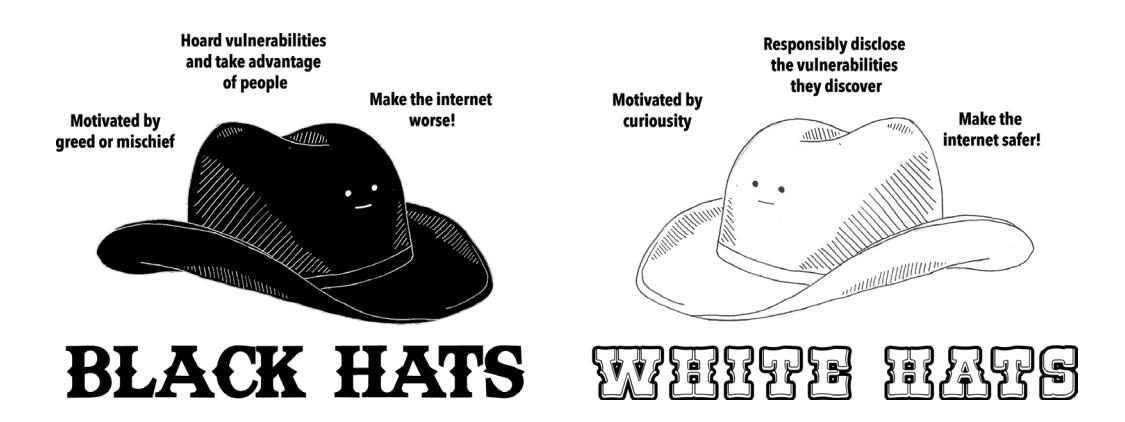 Hoard vulnerabilities
and take advantage
of people
Motivated by
greed or mischief
Make the internet
worse!
BLACK HATS
Responsibly disclose
the vulnerabilities
they discover
Motivated by
curiousity
Make the
internet safer!
WHITE HATS